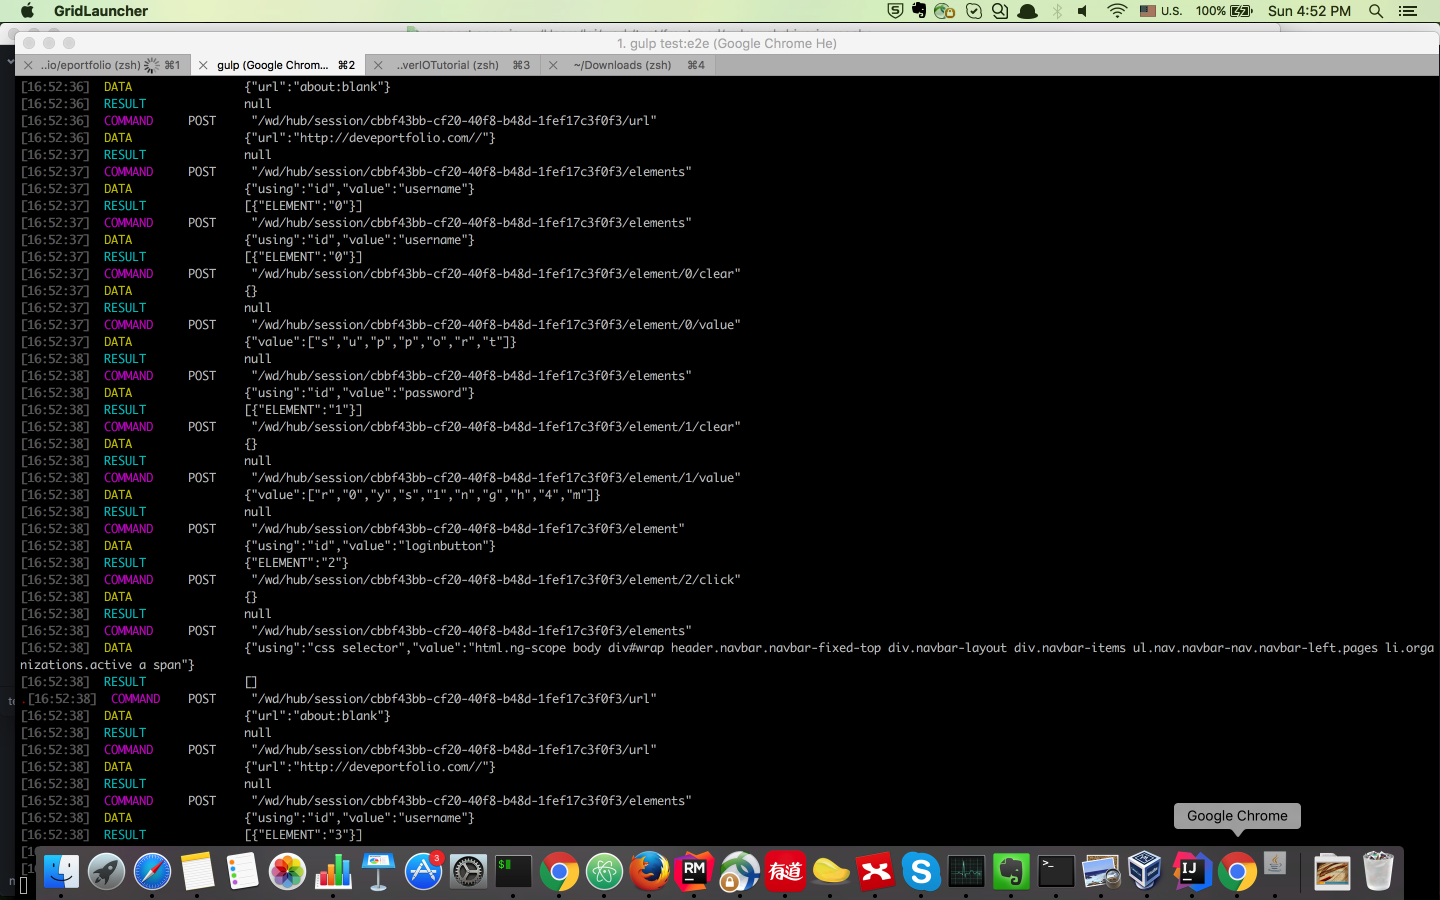 GridLauncher
U.S. 100% Sun 4:52 PM
1. gulp test:e2e (Google Chrome He)
..io/eportfolio (zsh) ⌘1 gulp (Google Chrom... ⌘2 ..verIOTutorial (zsh) ⌘3 ~/Downloads (zsh) ⌘4
[16:52:36] DATA {"url":"about:blank"}
[16:52:36] RESULT null
[16:52:36] COMMAND POST "/wd/hub/session/cbbf43bb-cf20-40f8-b48d-1fef17c3f0f3/url"
[16:52:36] DATA {"url":"http://deveportfolio.com//"}
[16:52:37] RESULT null
[16:52:37] COMMAND POST "/wd/hub/session/cbbf43bb-cf20-40f8-b48d-1fef17c3f0f3/elements"
[16:52:37] DATA {"using":"id","value":"username"}
[16:52:37] RESULT [{"ELEMENT":"0"}]
[16:52:37] COMMAND POST "/wd/hub/session/cbbf43bb-cf20-40f8-b48d-1fef17c3f0f3/elements"
[16:52:37] DATA {"using":"id","value":"username"}
[16:52:37] RESULT [{"ELEMENT":"0"}]
[16:52:37] COMMAND POST "/wd/hub/session/cbbf43bb-cf20-40f8-b48d-1fef17c3f0f3/element/0/clear"
[16:52:37] DATA {}
[16:52:37] RESULT null
[16:52:37] COMMAND POST "/wd/hub/session/cbbf43bb-cf20-40f8-b48d-1fef17c3f0f3/element/0/value"
[16:52:37] DATA {"value":["s","u","p","p","o","r","t"]}
[16:52:38] RESULT null
[16:52:38] COMMAND POST "/wd/hub/session/cbbf43bb-cf20-40f8-b48d-1fef17c3f0f3/elements"
[16:52:38] DATA {"using":"id","value":"password"}
[16:52:38] RESULT [{"ELEMENT":"1"}]
[16:52:38] COMMAND POST "/wd/hub/session/cbbf43bb-cf20-40f8-b48d-1fef17c3f0f3/element/1/clear"
[16:52:38] DATA {}
[16:52:38] RESULT null
[16:52:38] COMMAND POST "/wd/hub/session/cbbf43bb-cf20-40f8-b48d-1fef17c3f0f3/element/1/value"
[16:52:38] DATA {"value":["r","0","y","s","1","n","g","h","4","m"]}
[16:52:38] RESULT null
[16:52:38] COMMAND POST "/wd/hub/session/cbbf43bb-cf20-40f8-b48d-1fef17c3f0f3/element"
[16:52:38] DATA {"using":"id","value":"loginbutton"}
[16:52:38] RESULT {"ELEMENT":"2"}
[16:52:38] COMMAND POST "/wd/hub/session/cbbf43bb-cf20-40f8-b48d-1fef17c3f0f3/element/2/click"
[16:52:38] DATA {}
[16:52:38] RESULT null
[16:52:38] COMMAND POST "/wd/hub/session/cbbf43bb-cf20-40f8-b48d-1fef17c3f0f3/elements"
[16:52:38] DATA {"using":"css selector","value":"html.ng-scope body div#wrap header.navbar.navbar-fixed-top div.navbar-layout div.navbar-items ul.nav.navbar-nav.navbar-left.pages li.orga
nizations.active a span"}
[16:52:38] RESULT []
.[16:52:38] COMMAND POST "/wd/hub/session/cbbf43bb-cf20-40f8-b48d-1fef17c3f0f3/url"
[16:52:38] DATA {"url":"about:blank"}
[16:52:38] RESULT null
[16:52:38] COMMAND POST "/wd/hub/session/cbbf43bb-cf20-40f8-b48d-1fef17c3f0f3/url"
[16:52:38] DATA {"url":"http://deveportfolio.com//"}
[16:52:38] RESULT null
[16:52:38] COMMAND POST "/wd/hub/session/cbbf43bb-cf20-40f8-b48d-1fef17c3f0f3/elements"
[16:52:38] DATA {"using":"id","value":"username"}
[16:52:38] RESULT [{"ELEMENT":"3"}]
Google Chrome
3
$
RM
有道
S
>_
IJ